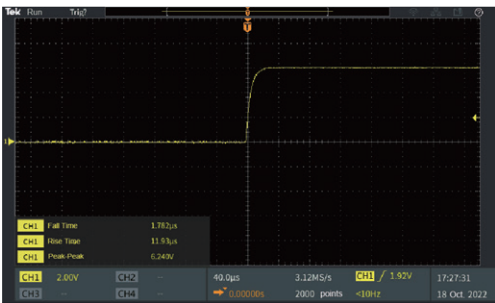 Tek Run Trig?
T
1
CH1 Fall Time 1.782µs
CH1 Rise Time 11.93µs
CH1 Peak-Peak 6.240V
CH1 2.00V CH2 — 40.0µs 3.12MS/s CH1 / 1.92V 17:27:31
CH3 — CH4 — 0.00000s 2000 points <10Hz 18 Oct. 2022